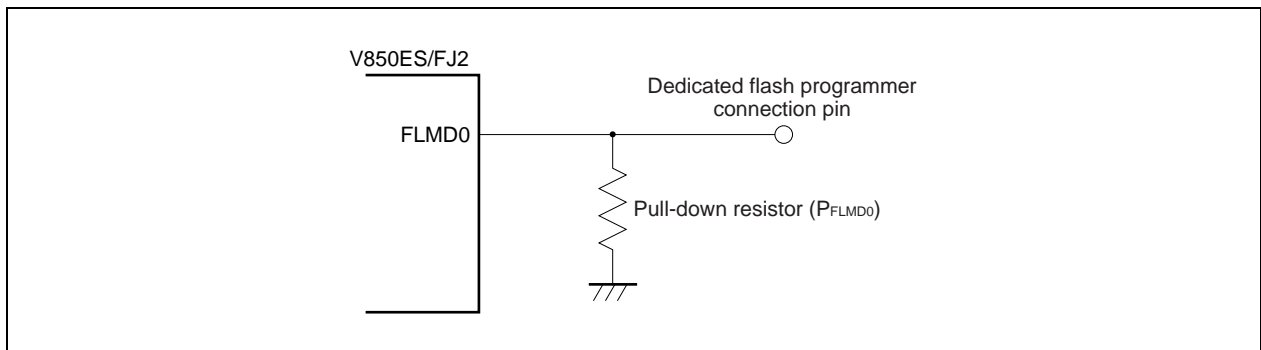 V850ES/FJ2
Dedicated flash programmer
connection pin
FLMD0
Pull-down resistor (PFLMD0)